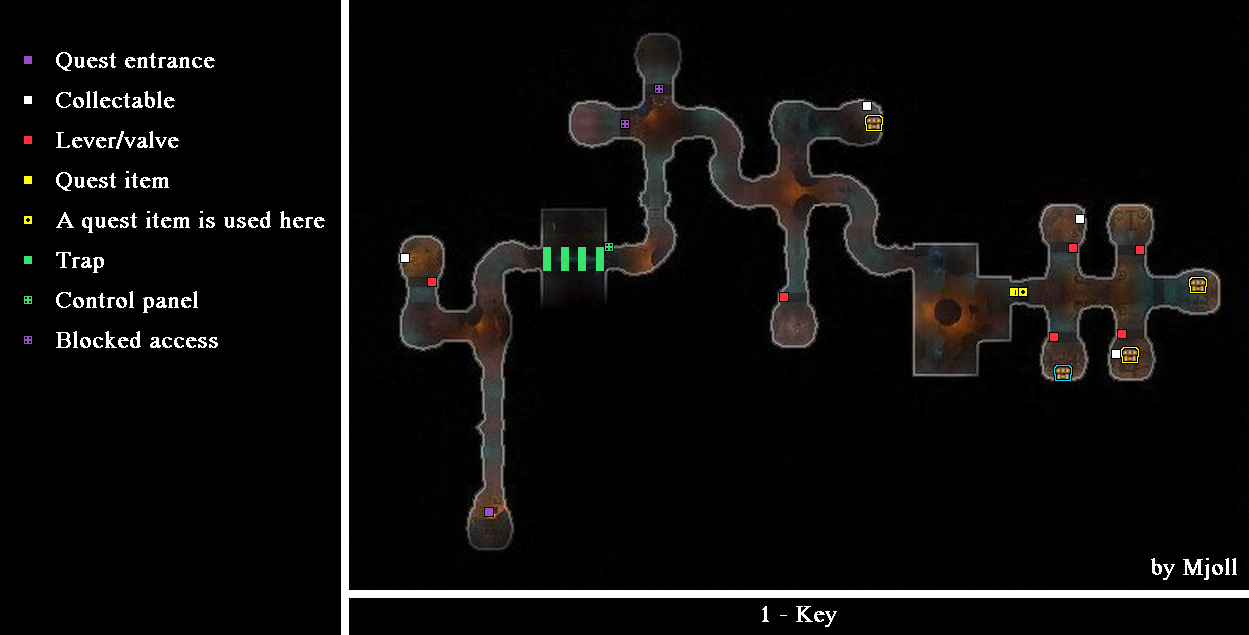 Quest entrance
Collectable
Lever/valve
Quest item
A quest item is used here
Trap
Control panel
Blocked access
by Mjoll
1 - Key